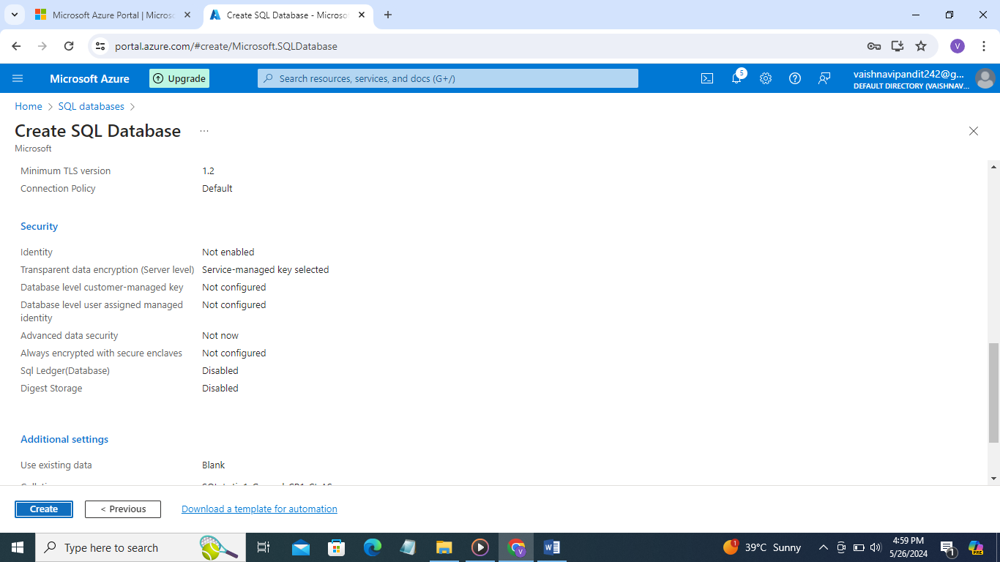 Microsoft Azure Portal | Microso
Create SQL Database - Microso
portal.azure.com/#create/Microsoft.SQLDatabase
V
Microsoft Azure
Upgrade
Search resources, services, and docs (G+/)
5
vaishnavipandit242@g...
DEFAULT DIRECTORY (VAISHNAV...
Home > SQL databases >
Create SQL Database ...
Microsoft
Minimum TLS version 1.2
Connection Policy Default
Security
Identity Not enabled
Transparent data encryption (Server level) Service-managed key selected
Database level customer-managed key Not configured
Database level user assigned managed Not configured
identity
Advanced data security Not now
Always encrypted with secure enclaves Not configured
Sql Ledger(Database) Disabled
Digest Storage Disabled
Additional settings
Use existing data Blank
Create
< Previous
Download a template for automation
Type here to search
V
W
1
39°C Sunny
4:59 PM
5/26/2024
1
PRE